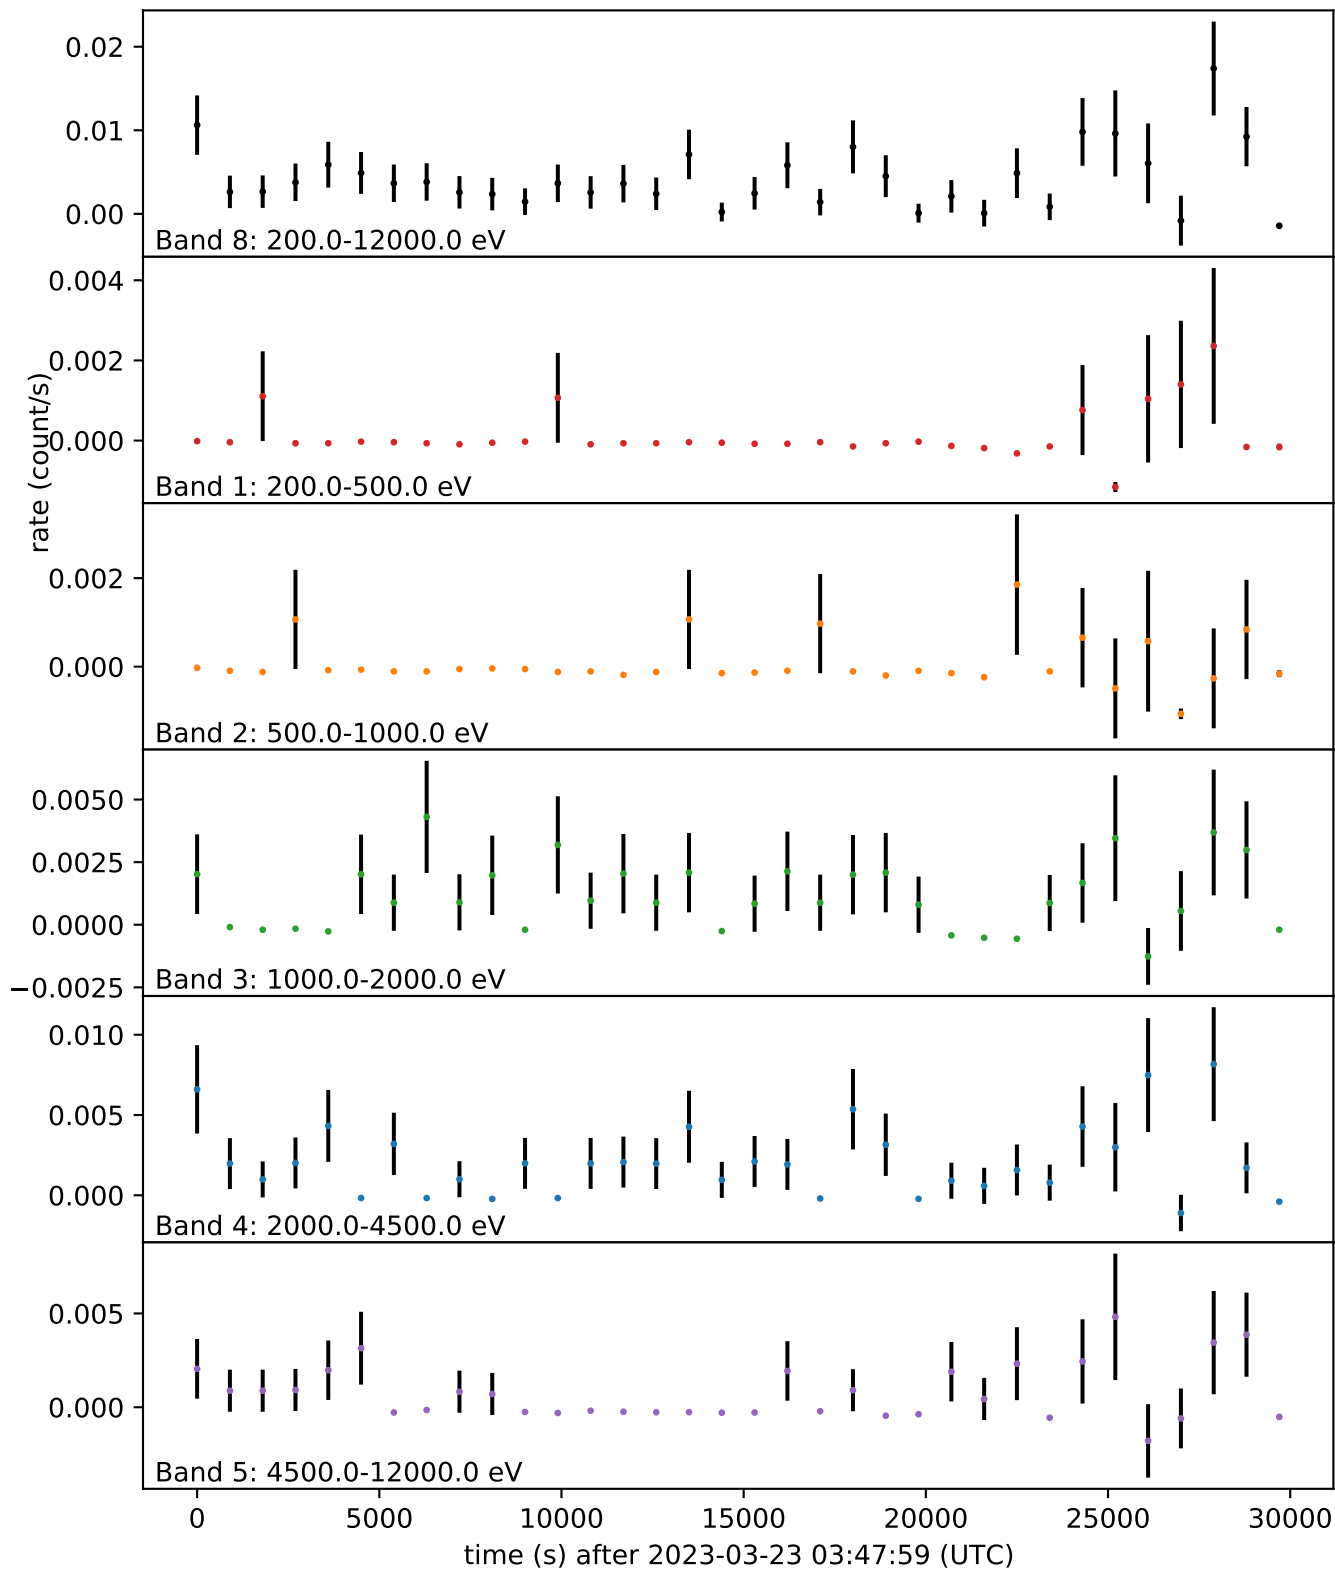 0.02
0.01
0.00
Band 8: 200.0-12000.0 eV
0.004
0.002
0.000
Band 1: 200.0-500.0 eV
rate (count/s)
0.002
0.000
Band 2: 500.0-1000.0 eV
0.0050
0.0025
0.0000
−0.0025
Band 3: 1000.0-2000.0 eV
0.010
0.005
0.000
Band 4: 2000.0-4500.0 eV
0.005
0.000
Band 5: 4500.0-12000.0 eV
0 5000 10000 15000 20000 25000 30000
time (s) after 2023-03-23 03:47:59 (UTC)